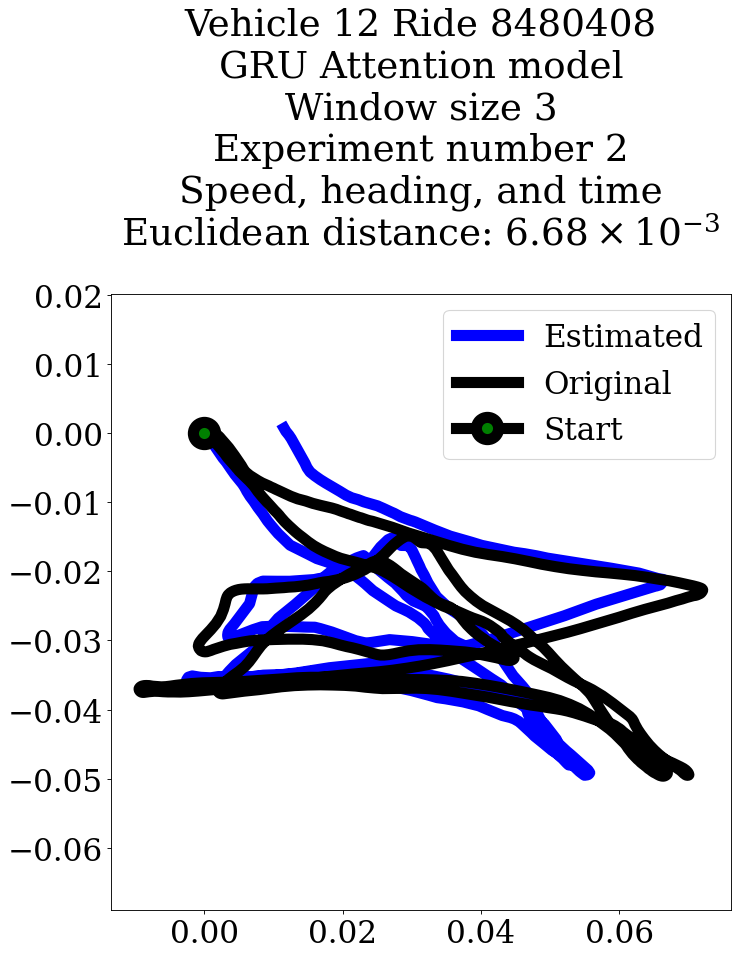 Vehicle 12 Ride 8480408
GRU Attention model
Window size 3
Experiment number 2
Speed, heading, and time
Euclidean distance: 6.68 × 10⁻³
Estimated
Original
Start
0.02
0.01
0.00
−0.01
−0.02
−0.03
−0.04
−0.05
−0.06
0.00 0.02 0.04 0.06